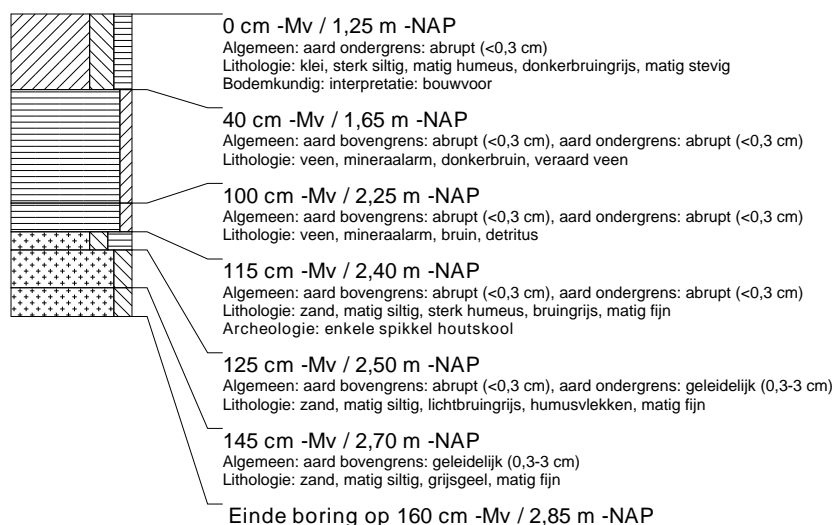 0 cm -Mv / 1,25 m -NAP
Algemeen: aard ondergrens: abrupt (<0,3 cm)
Lithologie: klei, sterk siltig, matig humeus, donkerbruingrijs, matig stevig
Bodemkundig: interpretatie: bouwvoor
40 cm -Mv / 1,65 m -NAP
Algemeen: aard bovengrens: abrupt (<0,3 cm), aard ondergrens: abrupt (<0,3 cm)
Lithologie: veen, mineraalarm, donkerbruin, veraard veen
100 cm -Mv / 2,25 m -NAP
Algemeen: aard bovengrens: abrupt (<0,3 cm), aard ondergrens: abrupt (<0,3 cm)
Lithologie: veen, mineraalarm, bruin, detritus
115 cm -Mv / 2,40 m -NAP
Algemeen: aard bovengrens: abrupt (<0,3 cm), aard ondergrens: abrupt (<0,3 cm)
Lithologie: zand, matig siltig, sterk humeus, bruingrijs, matig fijn
Archeologie: enkele spikkel houtskool
125 cm -Mv / 2,50 m -NAP
Algemeen: aard bovengrens: abrupt (<0,3 cm), aard ondergrens: geleidelijk (0,3-3 cm)
Lithologie: zand, matig siltig, lichtbruingrijs, humusvlekken, matig fijn
145 cm -Mv / 2,70 m -NAP
Algemeen: aard bovengrens: geleidelijk (0,3-3 cm)
Lithologie: zand, matig siltig, grijsgeel, matig fijn
Einde boring op 160 cm -Mv / 2,85 m -NAP